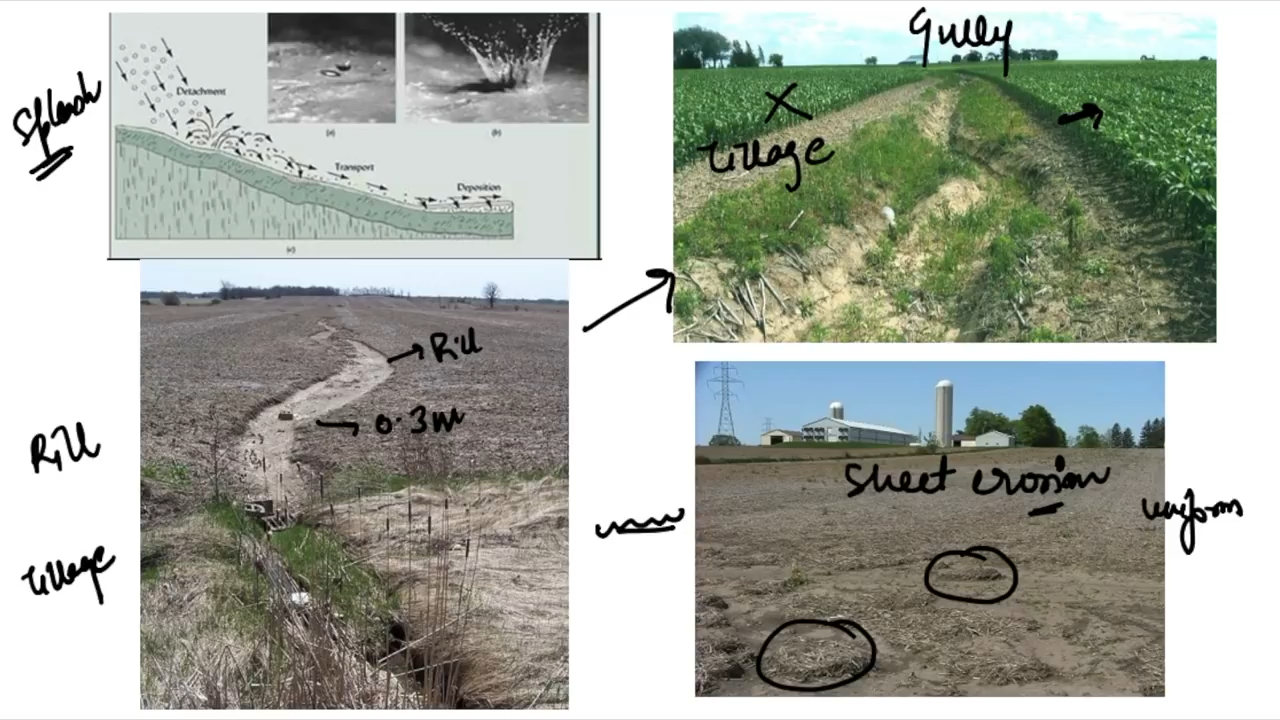 Splash
Detachment
Transport
Deposition
(a)
(b)
(c)
Gully
tillage
Rill
0.3m
Rill
tillage
Sheet erosion
uniform